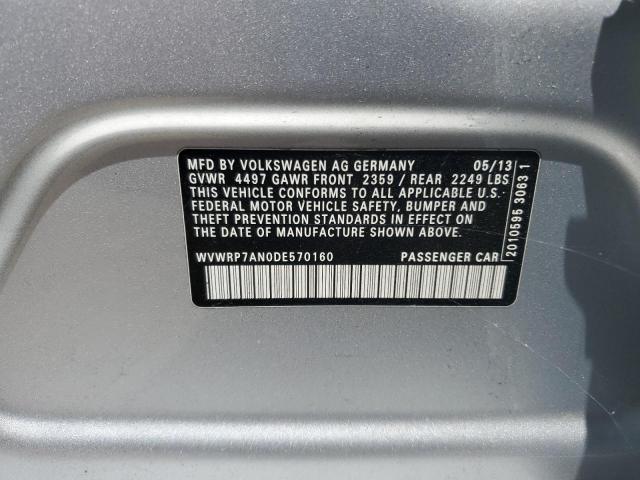 MFD BY VOLKSWAGEN AG GERMANY 05/13
GVWR 4497 GAWR FRONT 2359 / REAR 2249 LBS
THIS VEHICLE CONFORMS TO ALL APPLICABLE U.S.
FEDERAL MOTOR VEHICLE SAFETY, BUMPER AND
THEFT PREVENTION STANDARDS IN EFFECT ON
THE DATE OF MANUFACTURE SHOWN ABOVE
WVWRP7AN0DE570160 PASSENGER CAR
2010595 3063 1